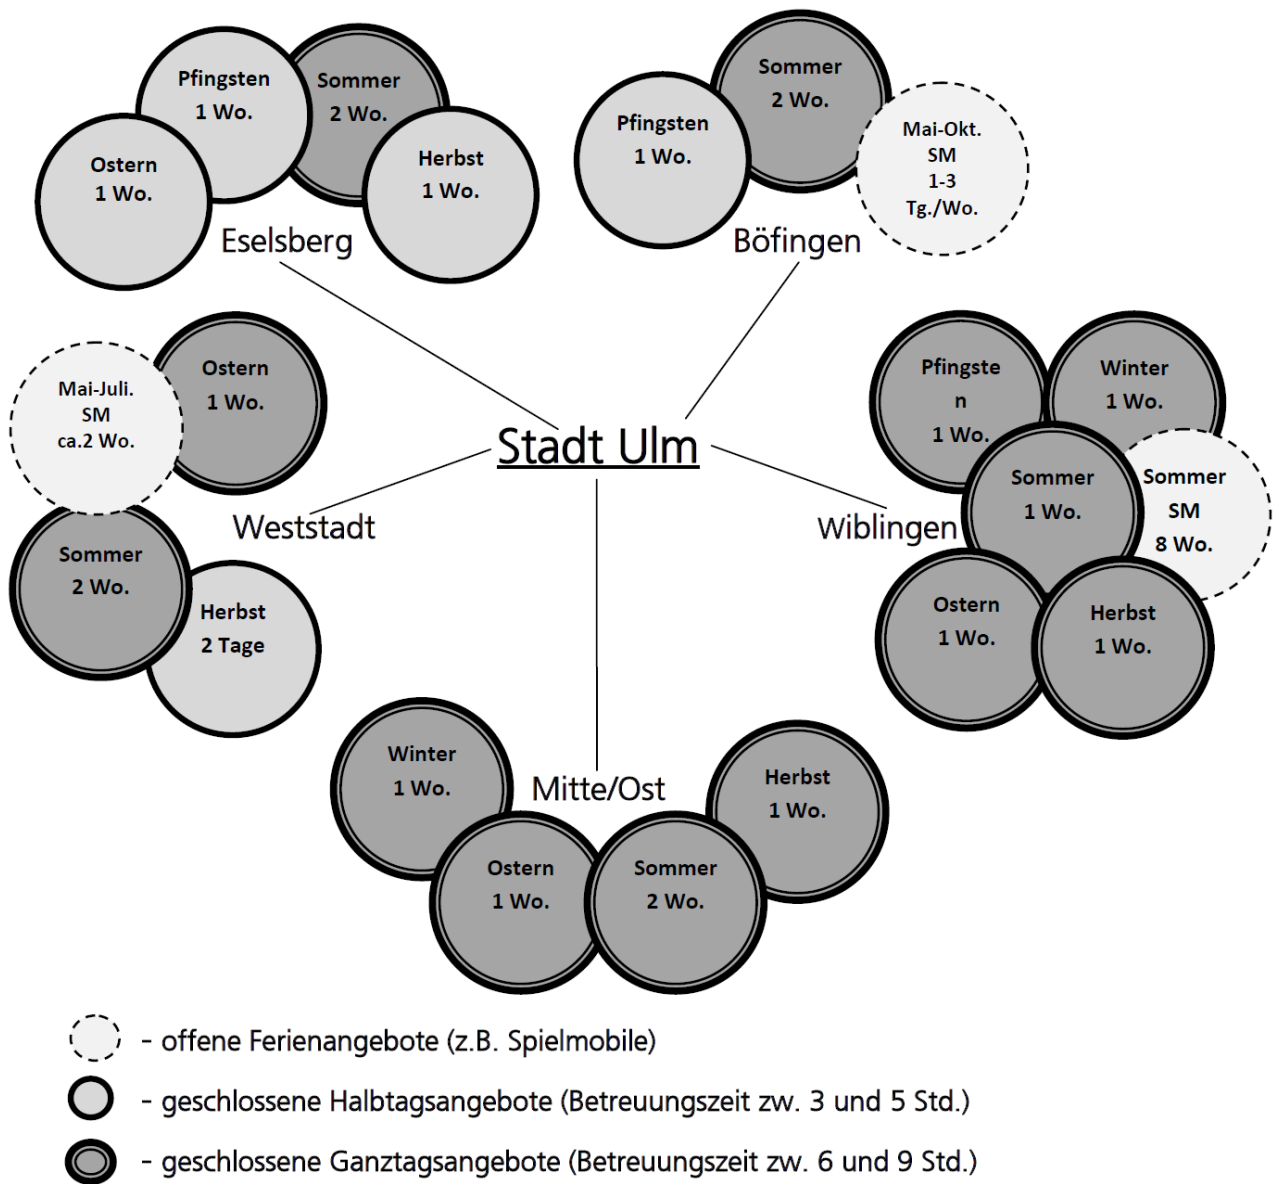 Pfingsten
1 Wo.
Sommer
2 Wo.
Ostern
1 Wo.
Herbst
1 Wo.
Eselsberg
Sommer
2 Wo.
Pfingsten
1 Wo.
Mai-Okt.
SM
1-3
Tg./Wo.
Böfingen
Mai-Juli.
SM
ca.2 Wo.
Ostern
1 Wo.
Sommer
2 Wo.
Herbst
2 Tage
Weststadt
Stadt Ulm
Pfingste
n
1 Wo.
Winter
1 Wo.
Sommer
1 Wo.
Sommer
SM
8 Wo.
Wiblingen
Ostern
1 Wo.
Herbst
1 Wo.
Winter
1 Wo.
Mitte/Ost
Herbst
1 Wo.
Ostern
1 Wo.
Sommer
2 Wo.
- offene Ferienangebote (z.B. Spielmobile)
- geschlossene Halbtagsangebote (Betreuungszeit zw. 3 und 5 Std.)
- geschlossene Ganztagsangebote (Betreuungszeit zw. 6 und 9 Std.)